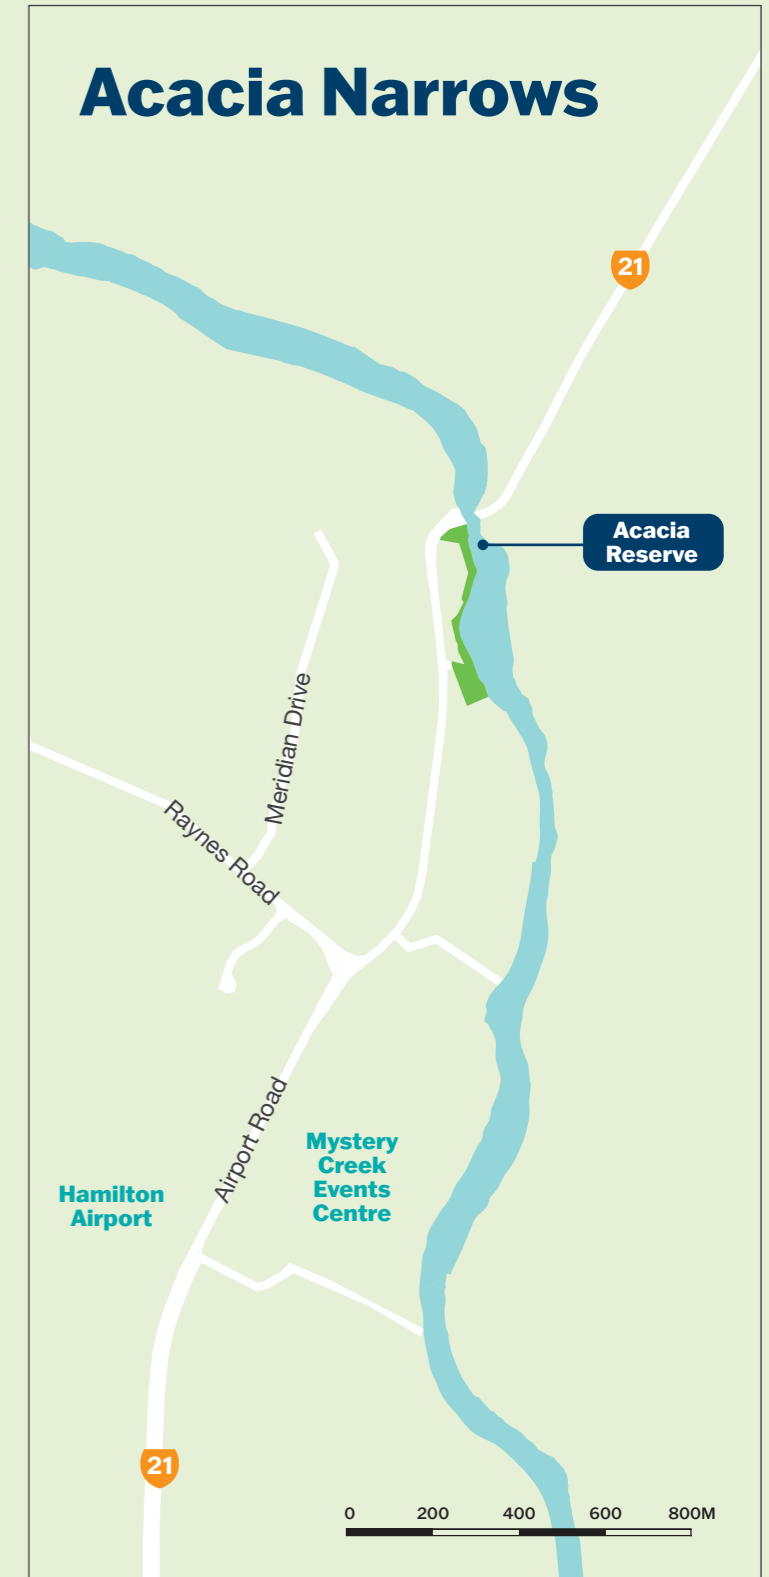 Acacia Narrows
21
Acacia
Reserve
Meridian Drive
Raynes Road
Airport Road
Mystery
Creek
Events
Centre
Hamilton
Airport
21
0 200 400 600 800M